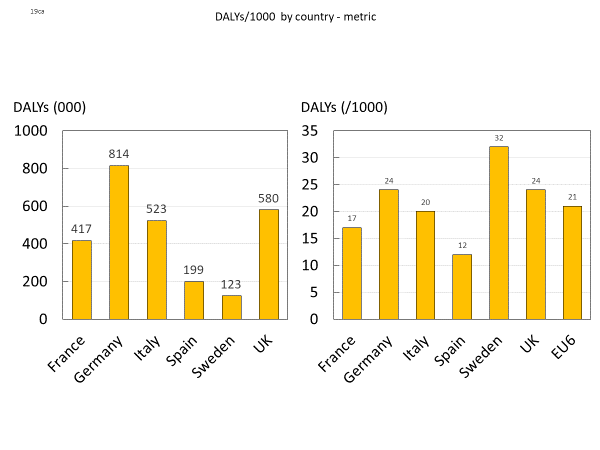 19ca
DALYs/1000 by country - metric
DALYs (000)
1000
800
600
400
200
0
417
814
523
199
123
580
France
Germany
Italy
Spain
Sweden
UK
DALYs (/1000)
35
30
25
20
15
10
5
0
17
24
20
12
32
24
21
France
Germany
Italy
Spain
Sweden
UK
EU6